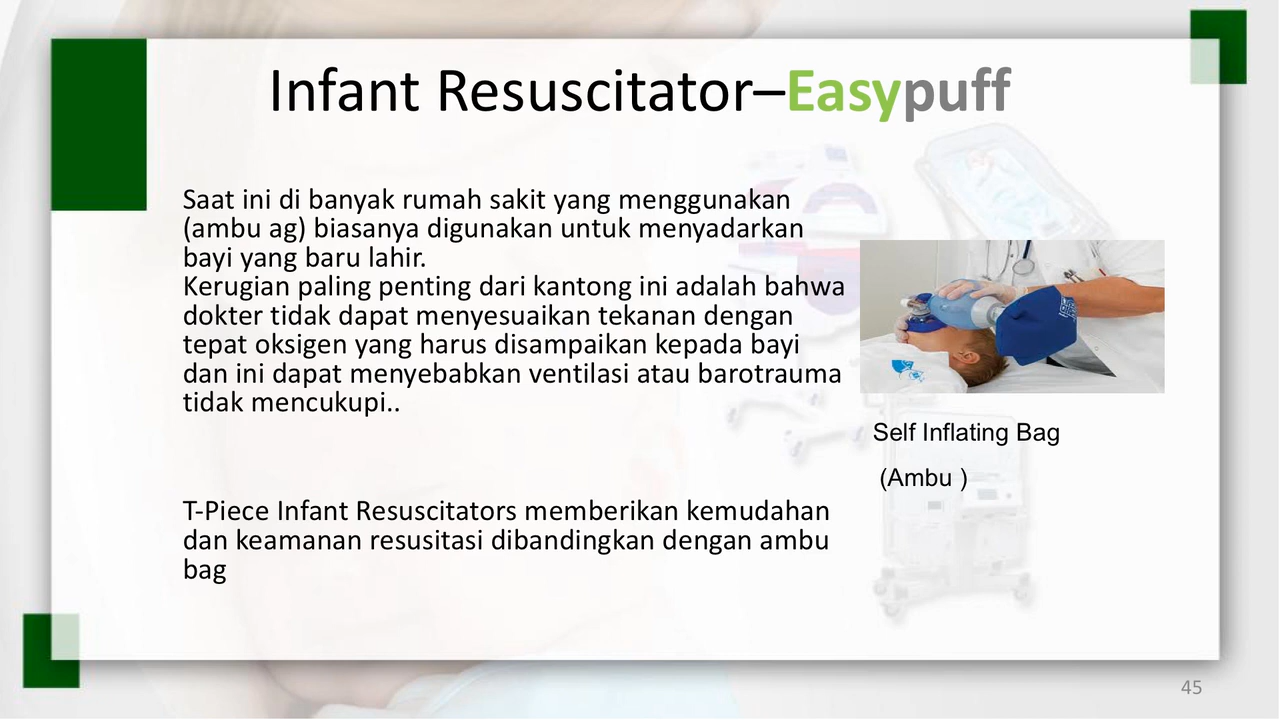 Infant Resuscitator–Easypuff
Saat ini di banyak rumah sakit yang menggunakan
(ambu ag) biasanya digunakan untuk menyadarkan
bayi yang baru lahir.
Kerugian paling penting dari kantong ini adalah bahwa
dokter tidak dapat menyesuaikan tekanan dengan
tepat oksigen yang harus disampaikan kepada bayi
dan ini dapat menyebabkan ventilasi atau barotrauma
tidak mencukupi..
Self Inflating Bag
(Ambu )
T-Piece Infant Resuscitators memberikan kemudahan
dan keamanan resusitasi dibandingkan dengan ambu
bag
45